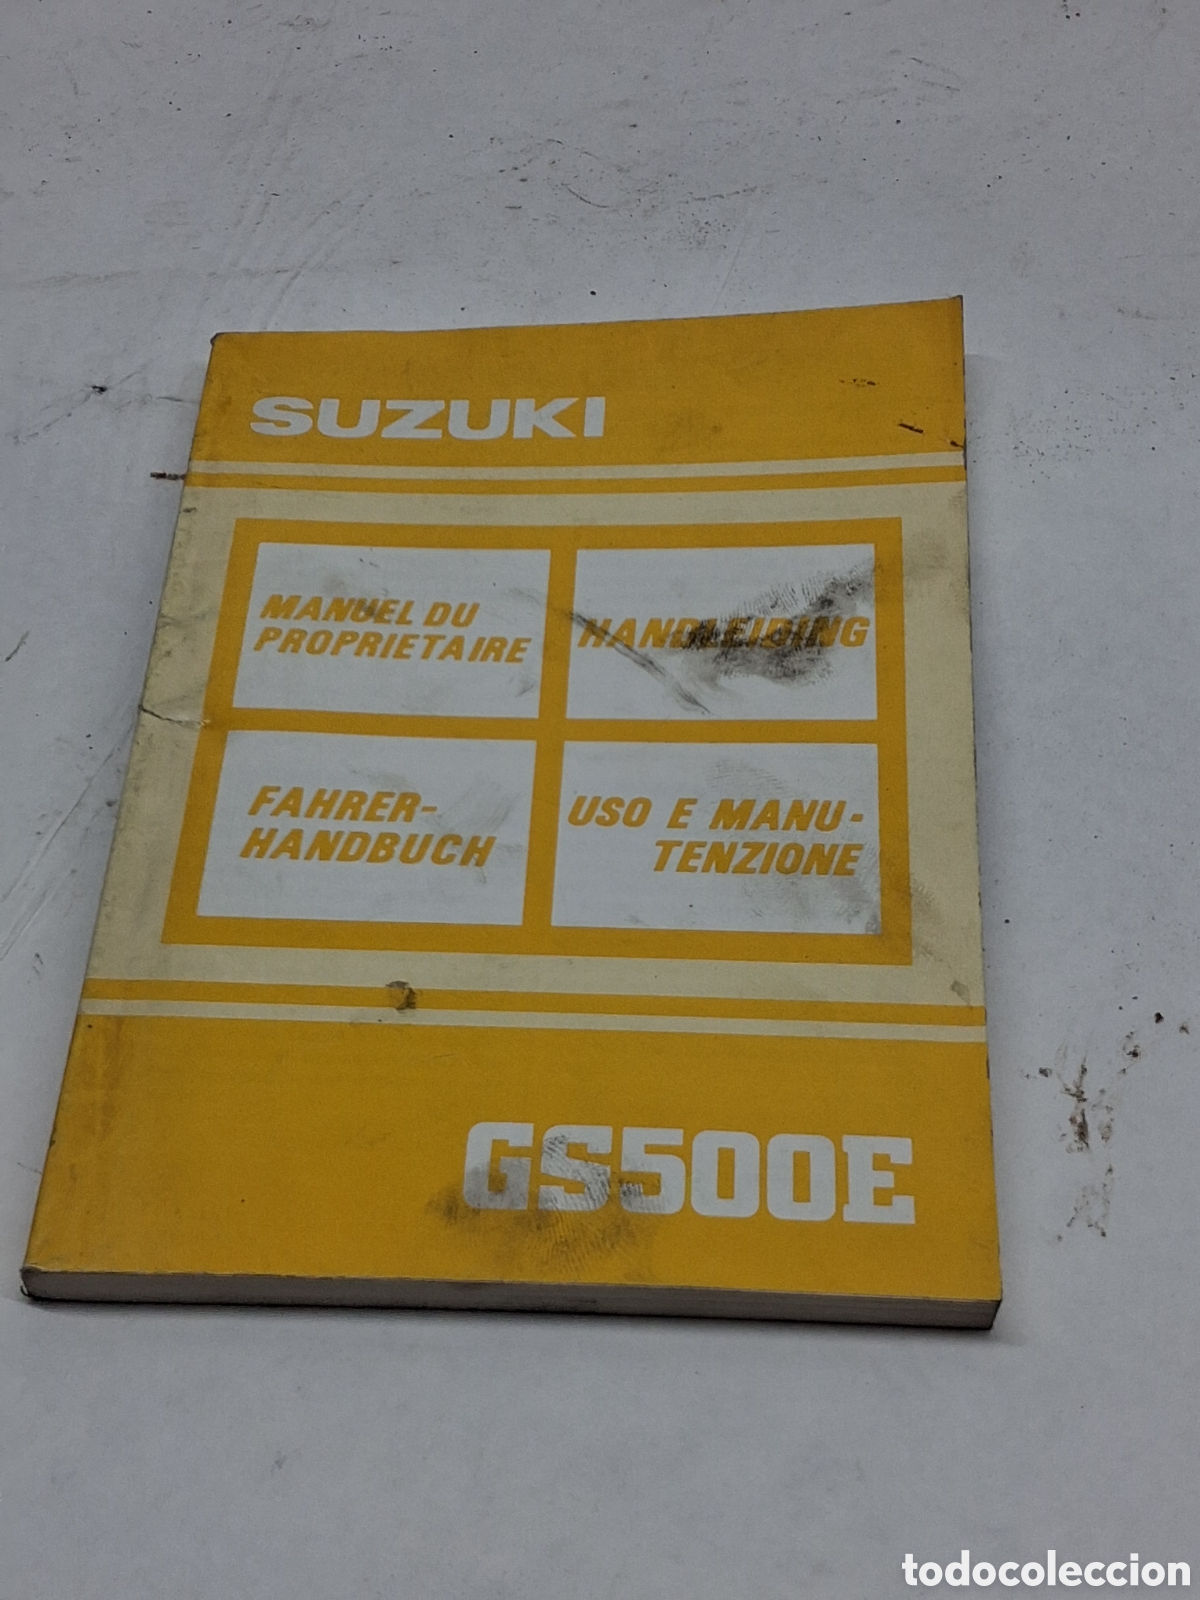 SUZUKI
MANUEL DU
PROPRIETAIRE
HANDLEIDING
FAHRER-
HANDBUCH
USO E MANU-
TENZIONE
GS500E
todocoleccion